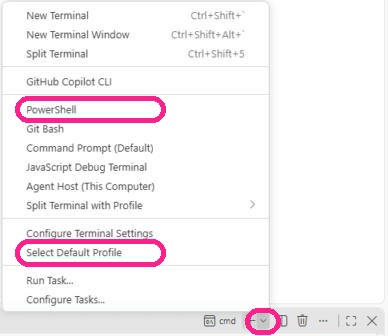 New Terminal Ctrl+Shift+`
New Terminal Window Ctrl+Shift+Alt+`
Split Terminal Ctrl+Shift+5
GitHub Copilot CLI
PowerShell
Git Bash
Command Prompt (Default)
JavaScript Debug Terminal
Agent Host (This Computer)
Split Terminal with Profile
Configure Terminal Settings
Select Default Profile
Run Task...
Configure Tasks...
cmd